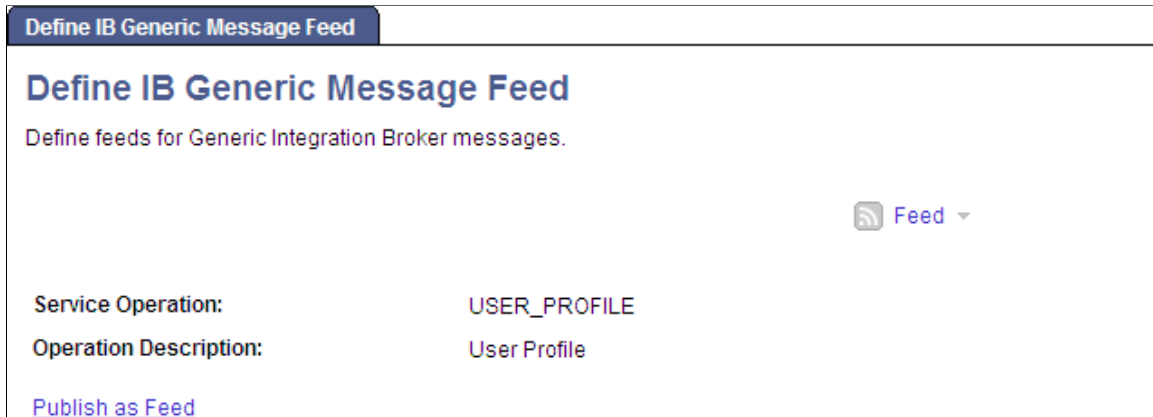 Define IB Generic Message Feed
Define IB Generic Message Feed
Define feeds for Generic Integration Broker messages.
Feed
Service Operation: USER_PROFILE
Operation Description: User Profile
Publish as Feed